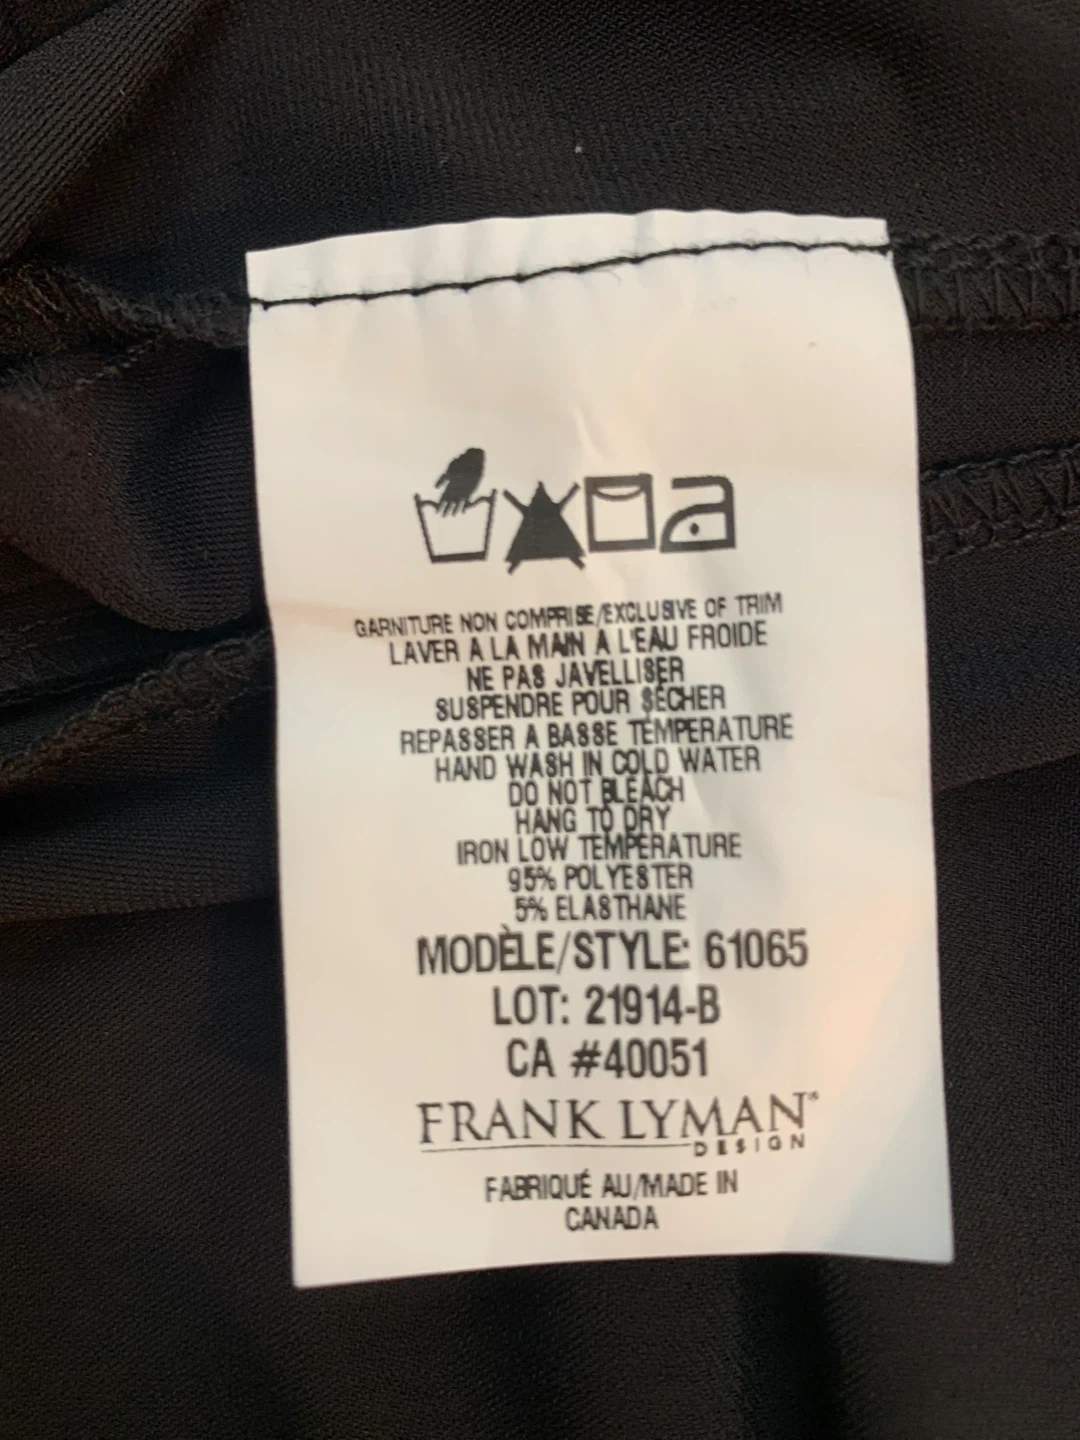 GARNITURE NON COMPRISE/EXCLUSIVE OF TRIM
LAVER A LA MAIN A L'EAU FROIDE
NE PAS JAVELLISER
SUSPENDRE POUR SÉCHER
REPASSER A BASSE TEMPÉRATURE
HAND WASH IN COLD WATER
DO NOT BLEACH
HANG TO DRY
IRON LOW TEMPERATURE
95% POLYESTER
5% ELASTHANE
MODÈLE/STYLE: 61065
LOT: 21914-B
CA #40051
FRANK LYMAN®
DESIGN
FABRIQUÉ AU/MADE IN
CANADA